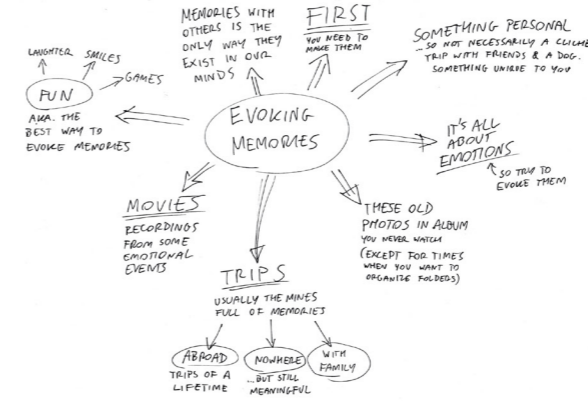 EVOKING
MEMORIES
MEMORIES WITH
OTHERS IS THE
ONLY WAY THEY
EXIST IN OUR
MINDS
FIRST
YOU NEED TO
MAKE THEM
SOMETHING PERSONAL
...SO NOT NECESSARILY A CLICHE
TRIP WITH FRIENDS & A DOG.
SOMETHING UNIQUE TO YOU
IT'S ALL
ABOUT
EMOTIONS
SO TRY TO
EVOKE THEM
THESE OLD
PHOTOS IN ALBUM
YOU NEVER WATCH
(EXCEPT FOR TIMES
WHEN YOU WANT TO
ORGANIZE FOLDERS)
TRIPS
USUALLY THE MINES
FULL OF MEMORIES
ABROAD
TRIPS OF A
LIFETIME
NOWHERE
...BUT STILL
MEANINGFUL
WITH
FAMILY
MOVIES
RECORDINGS
FROM SOME
EMOTIONAL
EVENTS
LAUGHTER
SMILES
GAMES
FUN
AKA. THE
BEST WAY TO
EVOKE MEMORIES